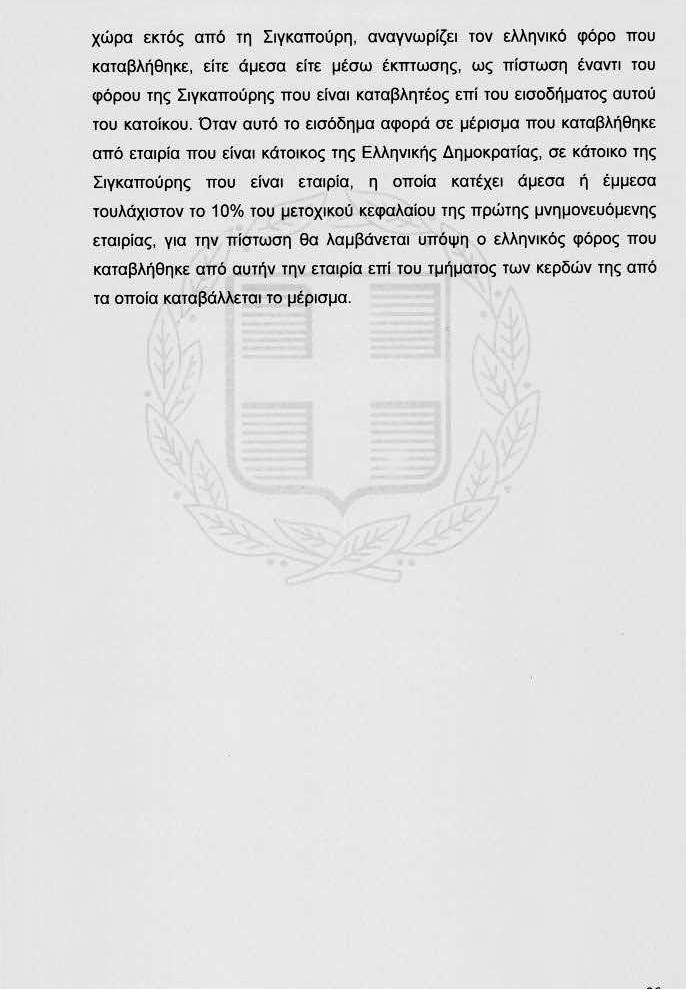 χώρα εκτός από τη Σιγκαπούρη, αναγνωρίζει τον ελληνικό φόρο που
καταβλήθηκε, είτε άμεσα είτε μέσω έκπτωσης, ως πίστωση έναντι του
φόρου της Σιγκαπούρης που είναι καταβλητέος επί του εισοδήματος αυτού
του κατοίκου. Όταν αυτό το εισόδημα αφορά σε μέρισμα που καταβλήθηκε
από εταιρία που είναι κάτοικος της Ελληνικής Δημοκρατίας, σε κάτοικο της
Σιγκαπούρης που είναι εταιρία, η οποία κατέχει άμεσα ή έμμεσα
τουλάχιστον το 10% του μετοχικού κεφαλαίου της πρώτης μνημονευόμενης
εταιρίας, για την πίστωση θα λαμβάνεται υπόψη ο ελληνικός φόρος που
καταβλήθηκε από αυτήν την εταιρία επί του τμήματος των κερδών της από
τα οποία καταβάλλεται το μέρισμα.